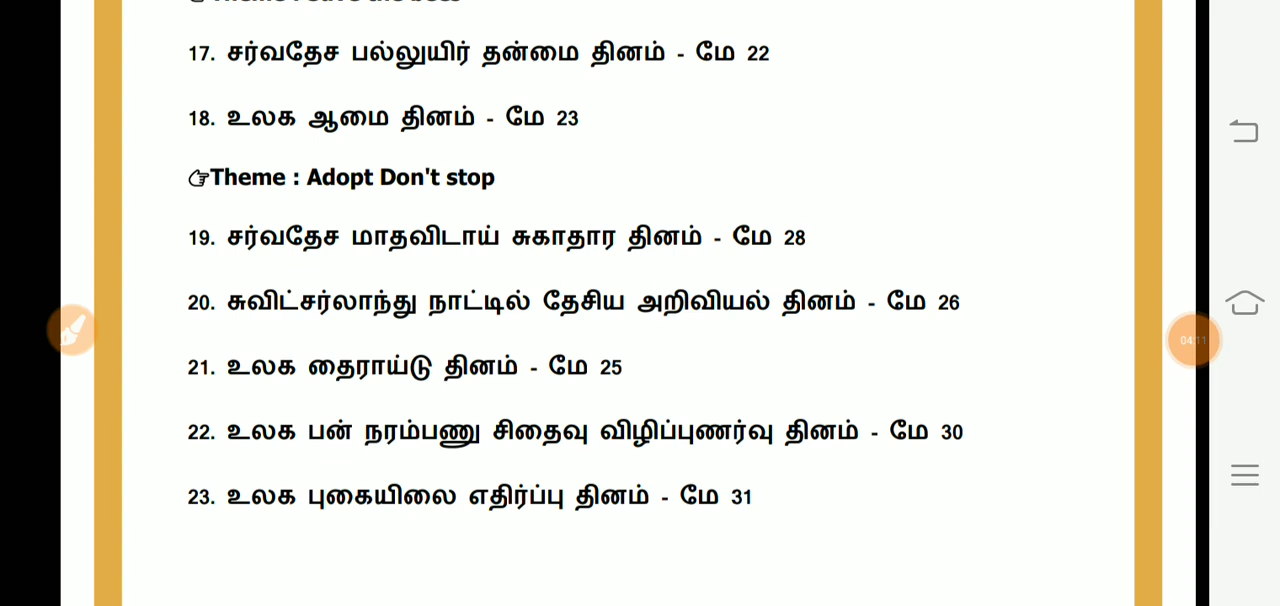 17. சர்வதேச பல்லுயிர் தன்மை தினம் - மே 22
18. உலக ஆமை தினம் - மே 23
☞Theme : Adopt Don't stop
19. சர்வதேச மாதவிடாய் சுகாதார தினம் - மே 28
20. சுவிட்சர்லாந்து நாட்டில் தேசிய அறிவியல் தினம் - மே 26
21. உலக தைராய்டு தினம் - மே 25
22. உலக பன் நரம்பணு சிதைவு விழிப்புணர்வு தினம் - மே 30
23. உலக புகையிலை எதிர்ப்பு தினம் - மே 31
04:11